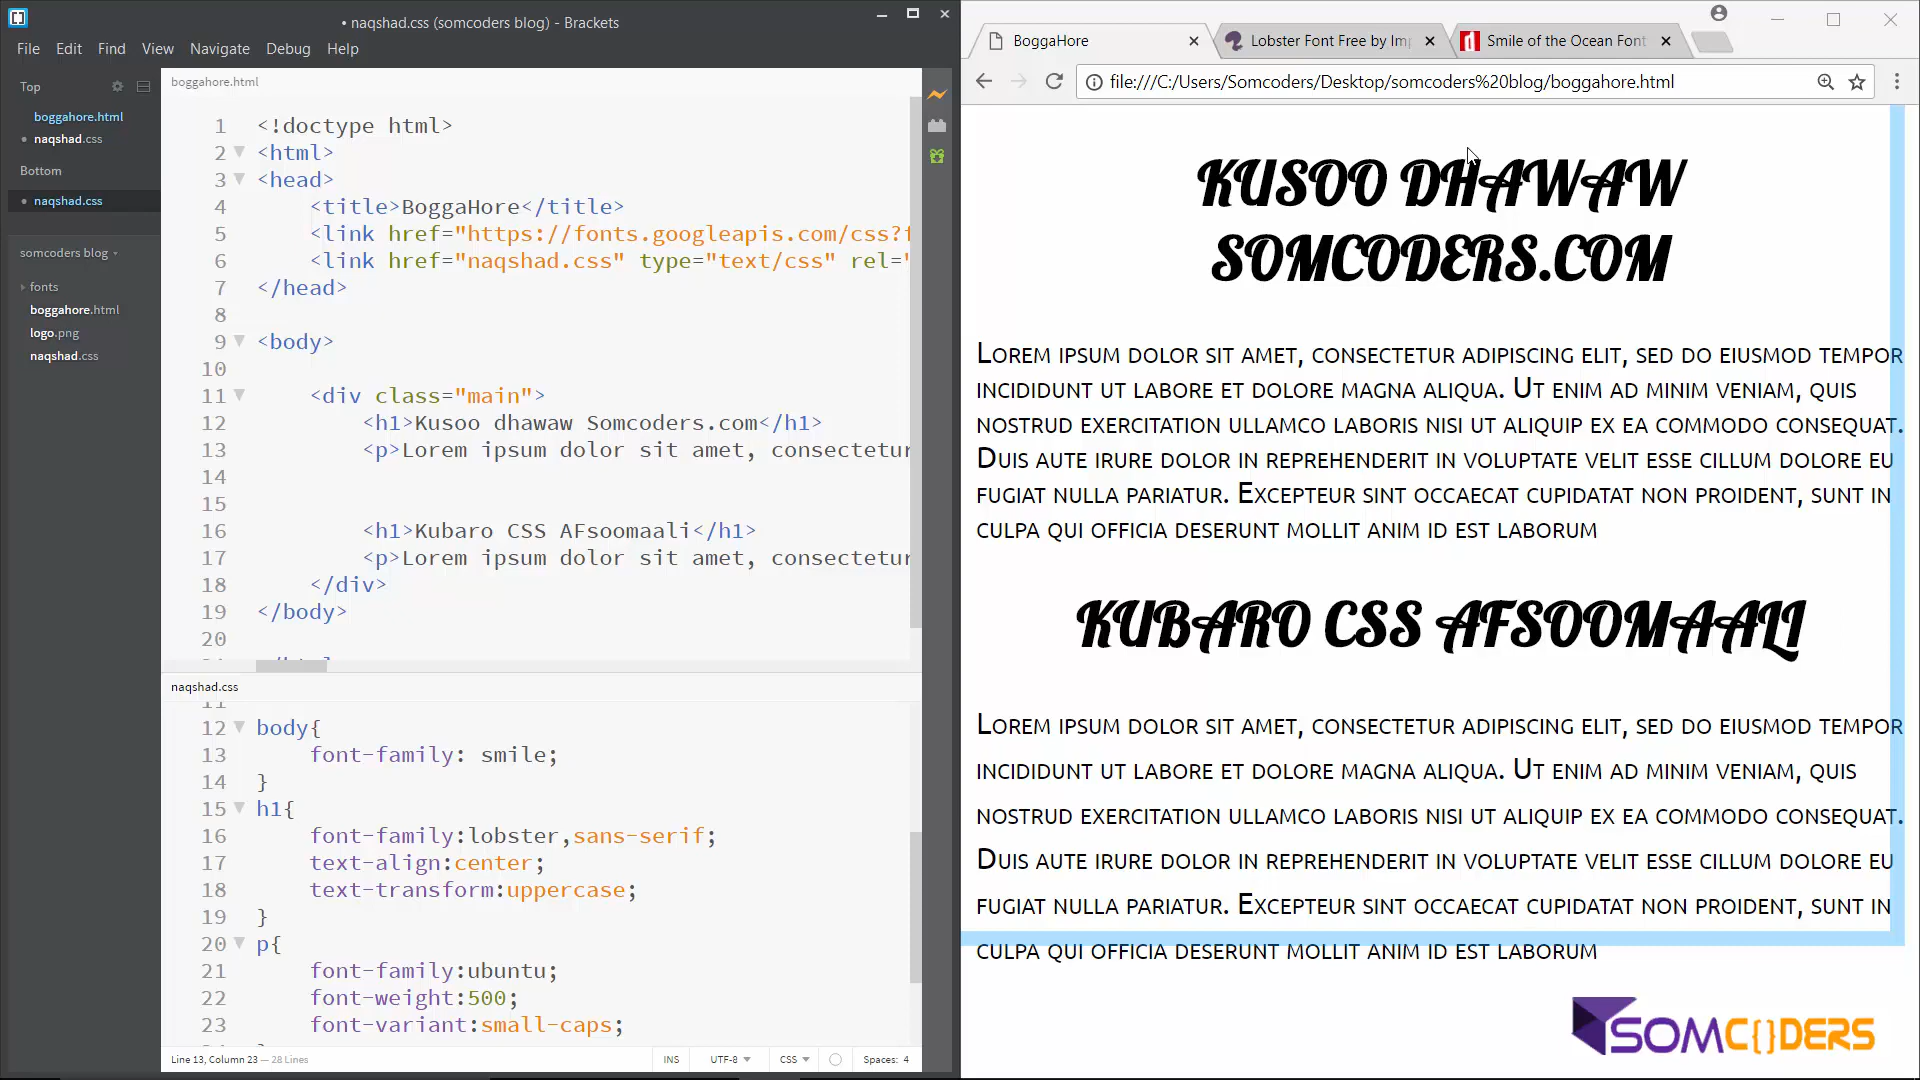 • naqshad.css (somcoders blog) - Brackets
File Edit Find View Navigate Debug Help
Top
boggahore.html
• naqshad.css
Bottom
• naqshad.css
somcoders blog
fonts
boggahore.html
logo.png
naqshad.css
boggahore.html
1 <!doctype html>
2 <html>
3 <head>
4 <title>BoggaHore</title>
5 <link href="https://fonts.googleapis.com/css?f
6 <link href="naqshad.css" type="text/css" rel="
7 </head>
8
9 <body>
10
11 <div class="main">
12 <h1>Kusoo dhawaw Somcoders.com</h1>
13 <p>Lorem ipsum dolor sit amet, consectetur
14
15
16 <h1>Kubaro CSS AFsoomaali</h1>
17 <p>Lorem ipsum dolor sit amet, consectetur
18 </div>
19 </body>
20
naqshad.css
11
12 body{
13 font-family: smile;
14 }
15 h1{
16 font-family:lobster,sans-serif;
17 text-align:center;
18 text-transform:uppercase;
19 }
20 p{
21 font-family:ubuntu;
22 font-weight:500;
23 font-variant:small-caps;
Line 13, Column 23 — 28 Lines
INS UTF-8 CSS Spaces: 4
BoggaHore
Lobster Font Free by Imp
Smile of the Ocean Font
file:///C:/Users/Somcoders/Desktop/somcoders%20blog/boggahore.html
KUSOO DHAWAW
SOMCODERS.COM
Lorem ipsum dolor sit amet, consectetur adipiscing elit, sed do eiusmod tempor
incididunt ut labore et dolore magna aliqua. Ut enim ad minim veniam, quis
nostrud exercitation ullamco laboris nisi ut aliquip ex ea commodo consequat.
Duis aute irure dolor in reprehenderit in voluptate velit esse cillum dolore eu
fugiat nulla pariatur. Excepteur sint occaecat cupidatat non proident, sunt in
culpa qui officia deserunt mollit anim id est laborum
KUBARO CSS AFSOOMAALI
Lorem ipsum dolor sit amet, consectetur adipiscing elit, sed do eiusmod tempor
incididunt ut labore et dolore magna aliqua. Ut enim ad minim veniam, quis
nostrud exercitation ullamco laboris nisi ut aliquip ex ea commodo consequat.
Duis aute irure dolor in reprehenderit in voluptate velit esse cillum dolore eu
fugiat nulla pariatur. Excepteur sint occaecat cupidatat non proident, sunt in
culpa qui officia deserunt mollit anim id est laborum
SOMC{}DERS